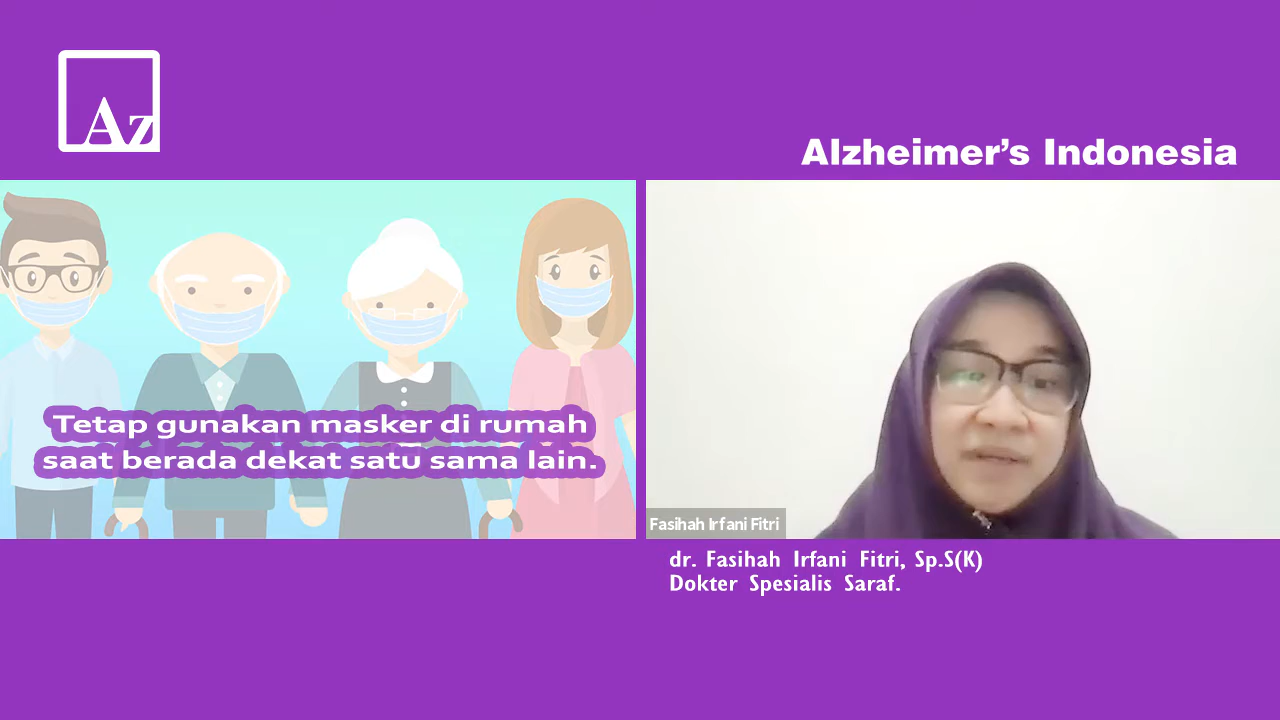 Az
Alzheimer’s Indonesia
Tetap gunakan masker di rumah
saat berada dekat satu sama lain.
Fasihah Irfani Fitri
dr. Fasihah Irfani Fitri, Sp.S(K)
Dokter Spesialis Saraf.